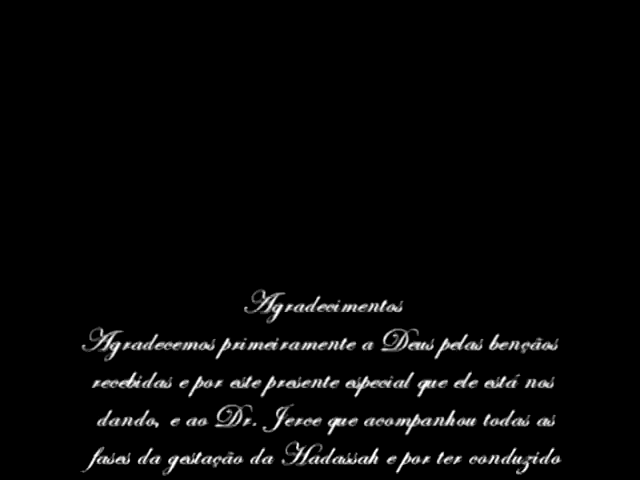 Agradecimentos
Agradecemos primeiramente a Deus pelas bençãos
recebidas e por este presente especial que ele está nos
dando, e ao Dr. Jerce que acompanhou todas as
fases da gestação da Hadassah e por ter conduzido